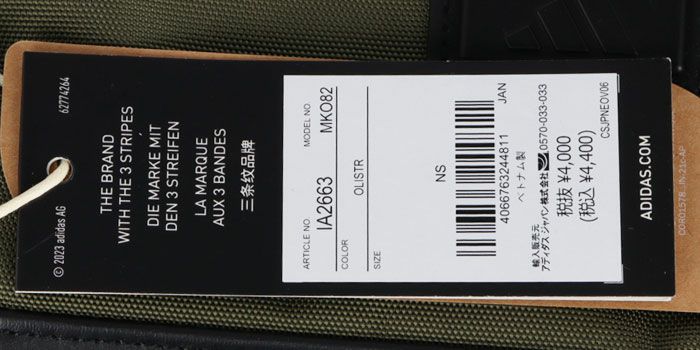 62774264
THE BRAND
WITH THE 3 STRIPES
DIE MARKE MIT
DEN 3 STREIFEN
LA MARQUE
AUX 3 BANDES
三条纹品牌
© 2023 adidas AG
ARTICLE NO.
IA2663
MODEL NO.
MKO82
COLOR
OLISTR
SIZE
NS
JAN
4066763244811
ベトナム製
輸入販売元
アディダス ジャパン株式会社
0570-033-033
税抜 ¥4,000
(税込 ¥4,400)
CSJPNEOV06
ADIDAS.COM